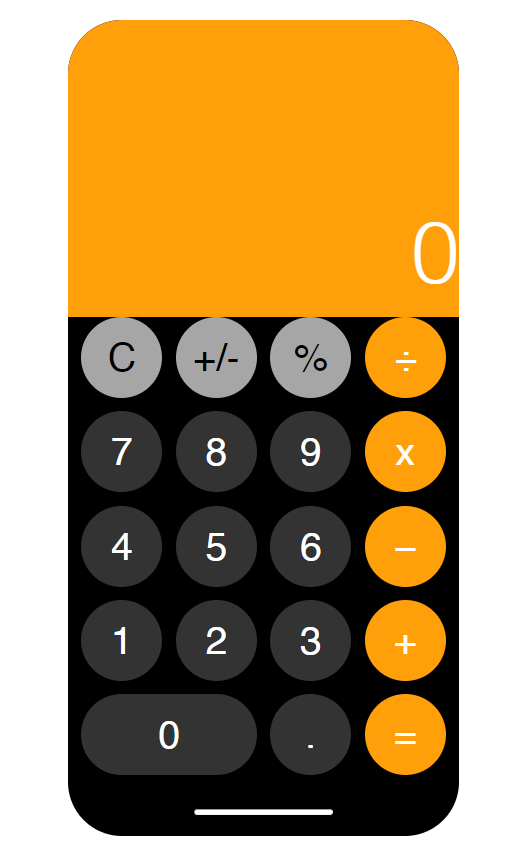 0
C +/- % ÷
7 8 9 x
4 5 6 −
1 2 3 +
0 . =